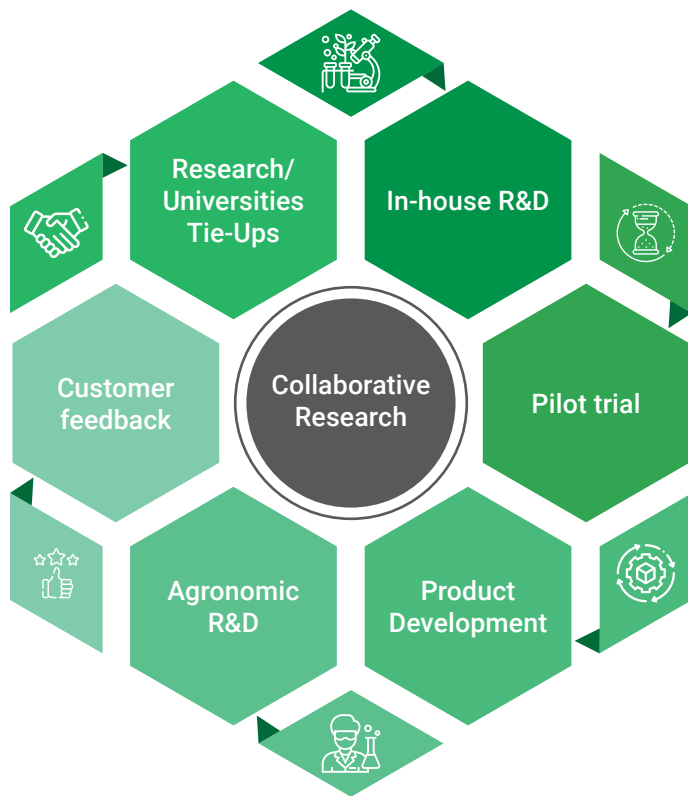 Research/
Universities
Tie-Ups
In-house R&D
Customer
feedback
Collaborative
Research
Pilot trial
Agronomic
R&D
Product
Development